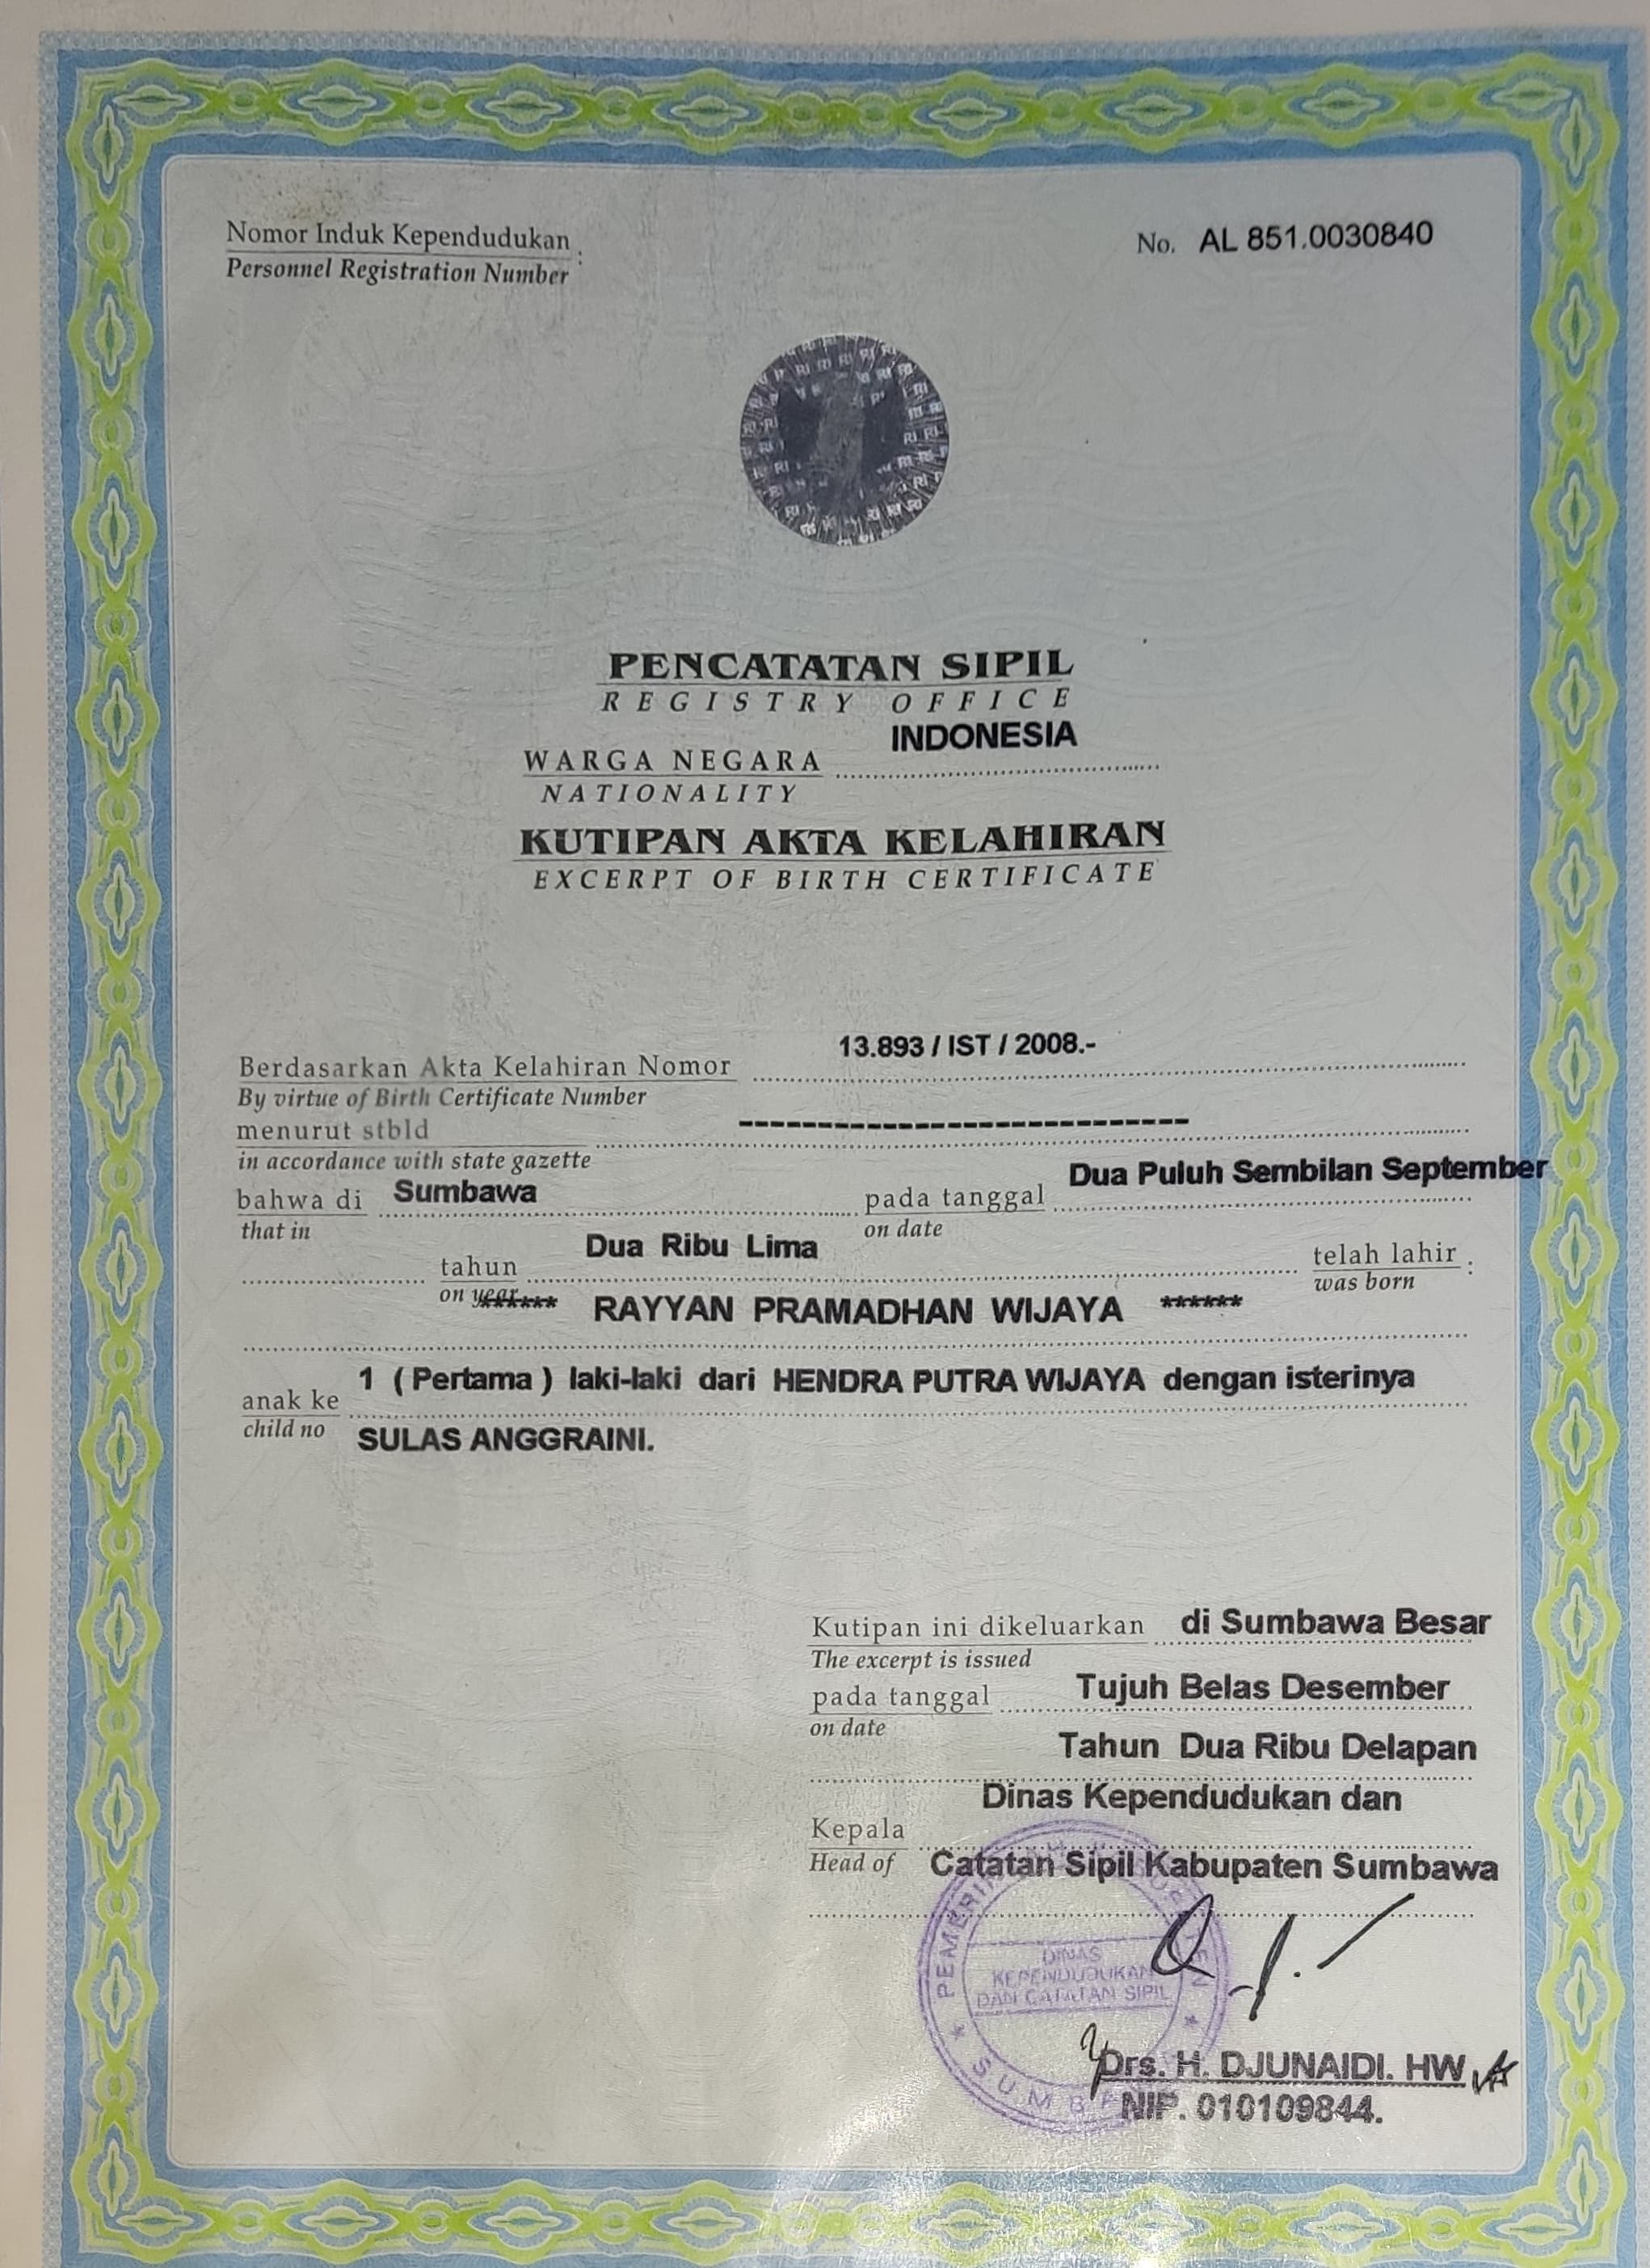 Nomor Induk Kependudukan :
Personnel Registration Number
No. AL 851.0030840
PENCATATAN SIPIL
REGISTRY OFFICE
INDONESIA
WARGA NEGARA
NATIONALITY
KUTIPAN AKTA KELAHIRAN
EXCERPT OF BIRTH CERTIFICATE
Berdasarkan Akta Kelahiran Nomor 13.893 / IST / 2008.-
By virtue of Birth Certificate Number
menurut stbld ----------------------------
in accordance with state gazette
bahwa di Sumbawa pada tanggal Dua Puluh Sembilan September
that in on date
tahun Dua Ribu Lima telah lahir :
on year was born
****** RAYYAN PRAMADHAN WIJAYA ******
anak ke 1 ( Pertama ) laki-laki dari HENDRA PUTRA WIJAYA dengan isterinya
child no SULAS ANGGRAINI.
Kutipan ini dikeluarkan di Sumbawa Besar
The excerpt is issued
pada tanggal Tujuh Belas Desember
on date
Tahun Dua Ribu Delapan
Dinas Kependudukan dan
Kepala
Head of Catatan Sipil Kabupaten Sumbawa
DINAS
KEPENDUDUKAN
DAN CATATAN SIPIL
Drs. H. DJUNAIDI. HW
NIP. 010109844.